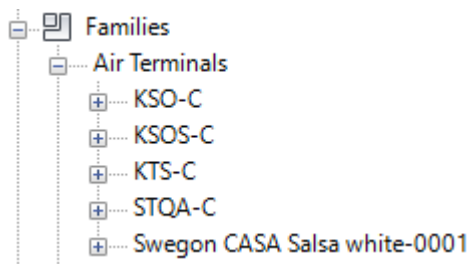 Families
Air Terminals
KSO-C
KSOS-C
KTS-C
STQA-C
Swegon CASA Salsa white-0001